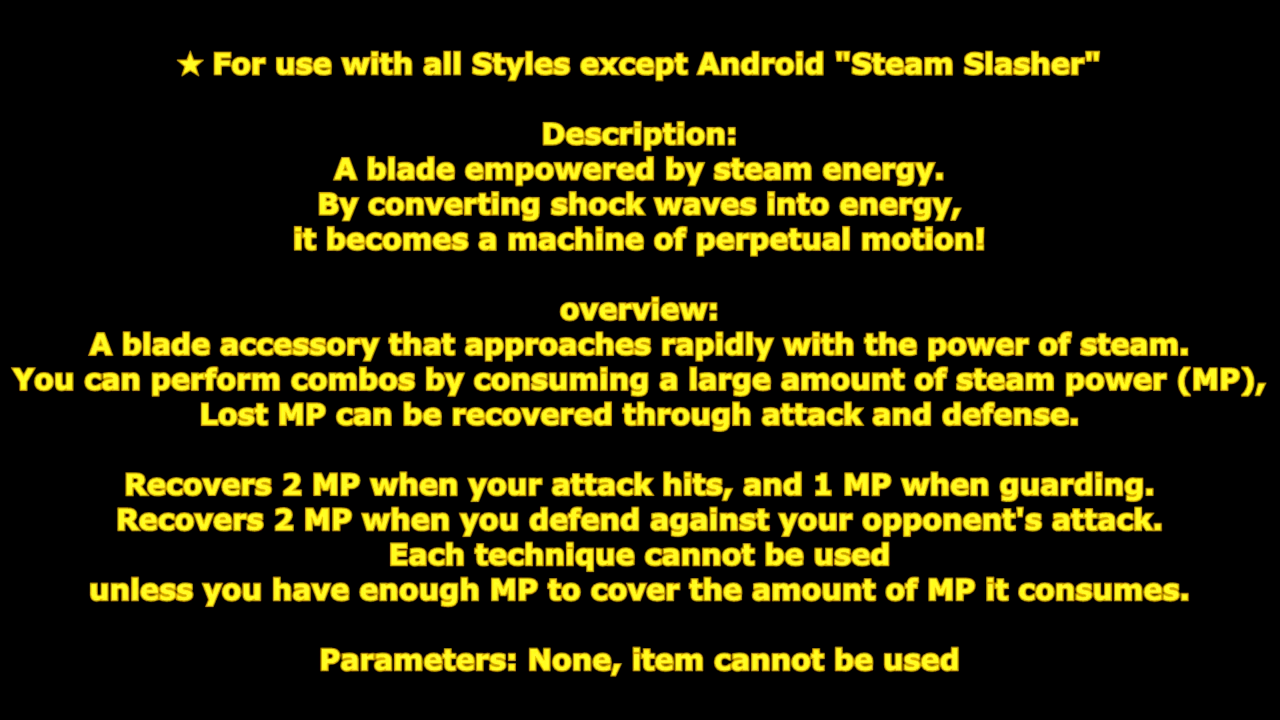 ★ For use with all Styles except Android "Steam Slasher"
Description:
A blade empowered by steam energy.
By converting shock waves into energy,
it becomes a machine of perpetual motion!
overview:
A blade accessory that approaches rapidly with the power of steam.
You can perform combos by consuming a large amount of steam power (MP),
Lost MP can be recovered through attack and defense.
Recovers 2 MP when your attack hits, and 1 MP when guarding.
Recovers 2 MP when you defend against your opponent's attack.
Each technique cannot be used
unless you have enough MP to cover the amount of MP it consumes.
Parameters: None, item cannot be used